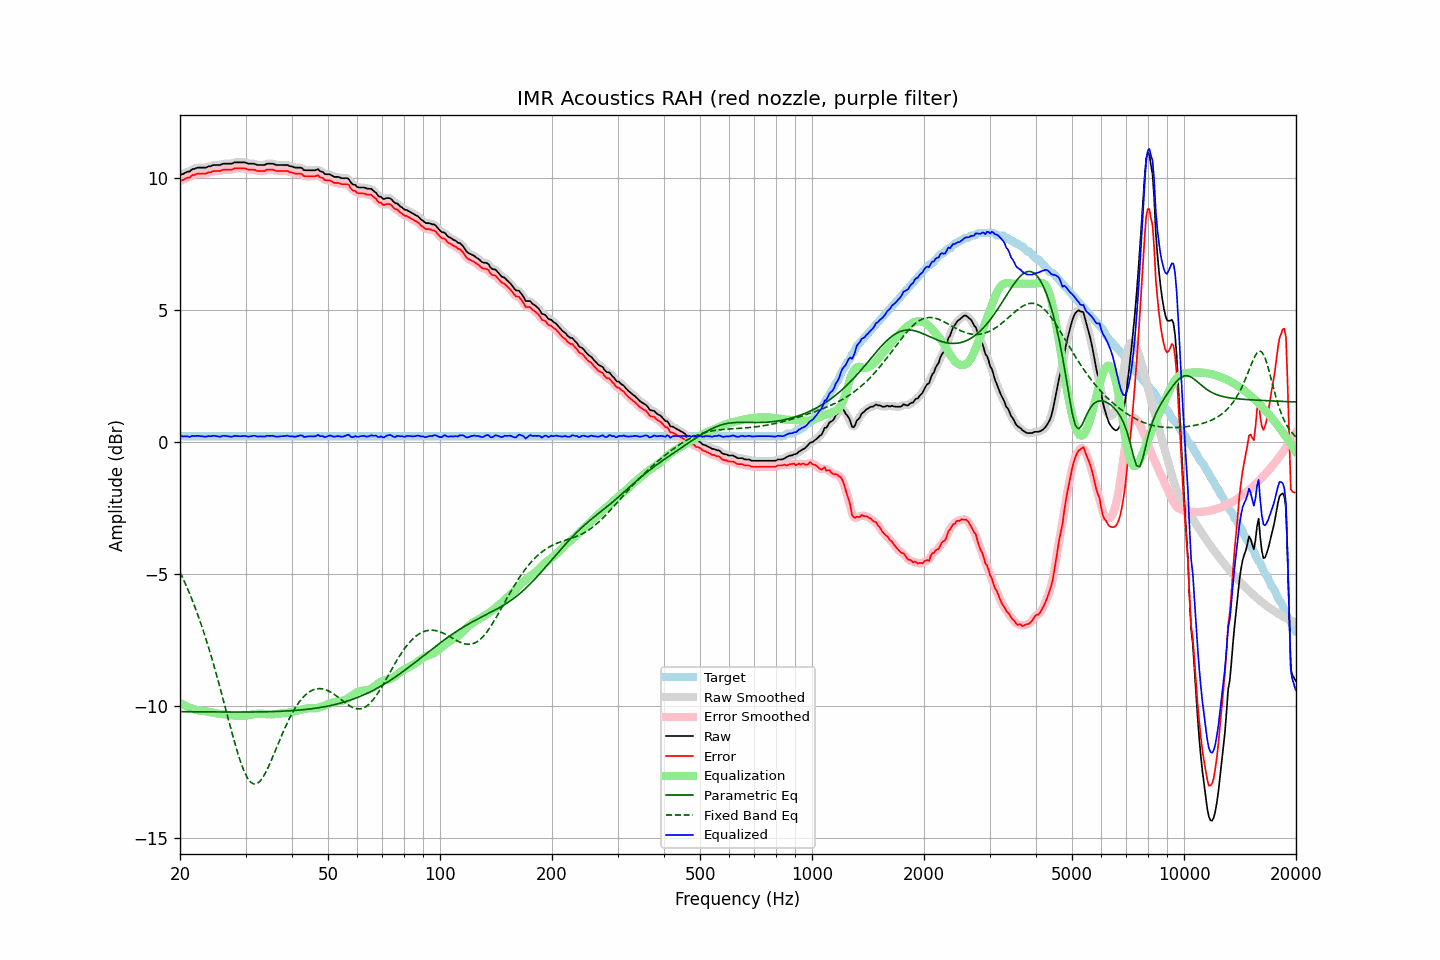 IMR Acoustics RAH (red nozzle, purple filter)
10
5
0
−5
−10
−15
Amplitude (dBr)
Target
Raw Smoothed
Error Smoothed
Raw
Error
Equalization
Parametric Eq
Fixed Band Eq
Equalized
20
50
100
200
500
1000
2000
5000
10000
20000
Frequency (Hz)